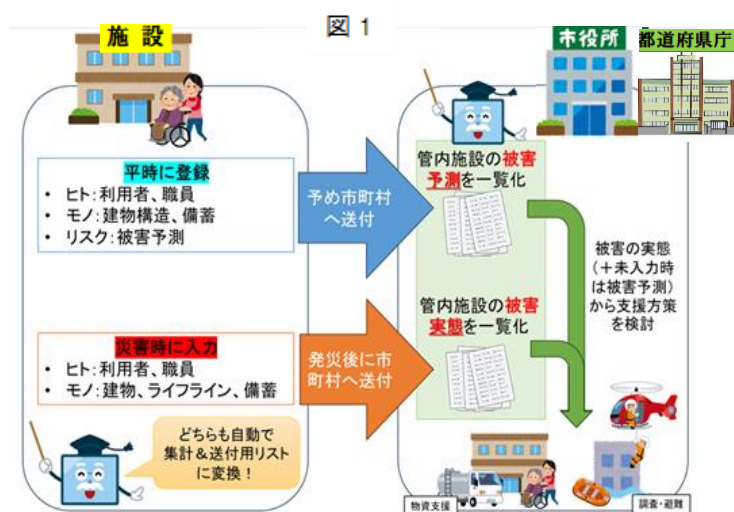 図 1
施 設
平時に登録
• ヒト：利用者、職員
• モノ：建物構造、備蓄
• リスク：被害予測
予め市町村
へ送付
災害時に入力
• ヒト：利用者、職員
• モノ：建物、ライフライン、備蓄
発災後に市
町村へ送付
どちらも自動で
集計＆送付用リスト
に変換！
市役所
都道府県庁
管内施設の被害
予測を一覧化
管内施設の被害
実態を一覧化
被害の実態
（＋未入力時
は被害予測）
から支援方策
を検討
物資支援
調査・避難